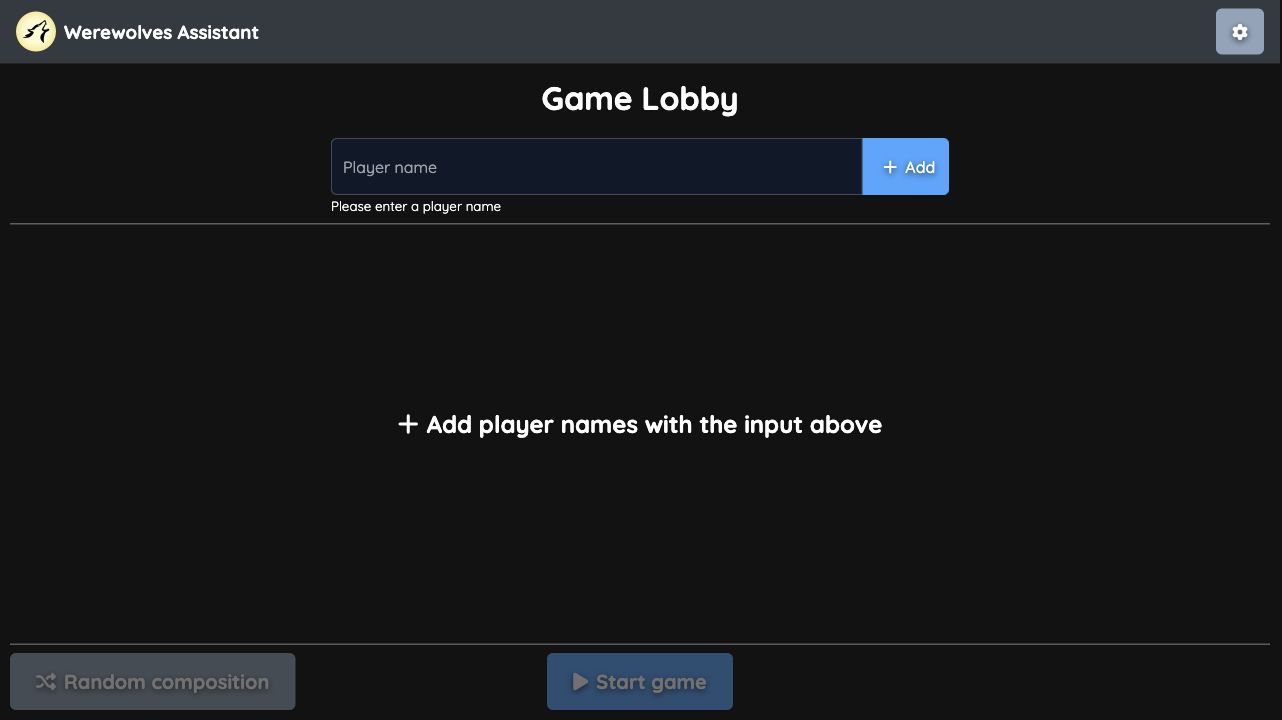 Werewolves Assistant
Game Lobby
Player name
Add
Please enter a player name
Add player names with the input above
Random composition
Start game